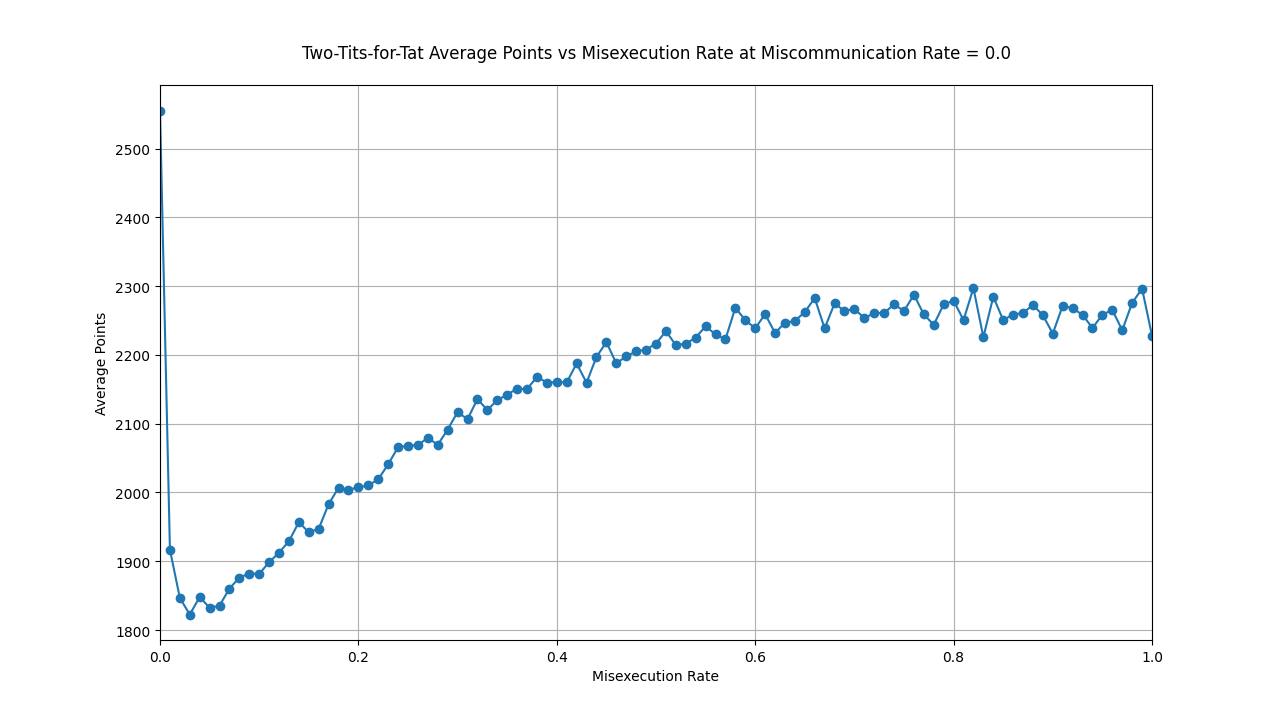 Two-Tits-for-Tat Average Points vs Misexecution Rate at Miscommunication Rate = 0.0
2500
2400
2300
2200
2100
2000
1900
1800
Average Points
0.0 0.2 0.4 0.6 0.8 1.0
Misexecution Rate